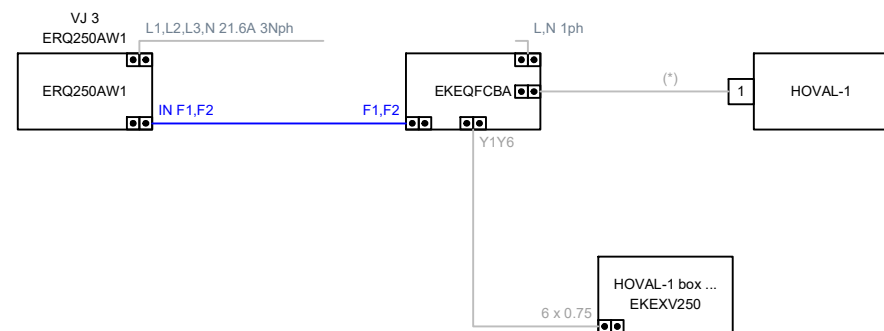 VJ 3
ERQ250AW1
L1,L2,L3,N 21.6A 3Nph
L,N 1ph
ERQ250AW1
EKEQFCBA
(*)
1
HOVAL-1
IN F1,F2
F1,F2
Y1Y6
HOVAL-1 box ...
EKEXV250
6 x 0.75